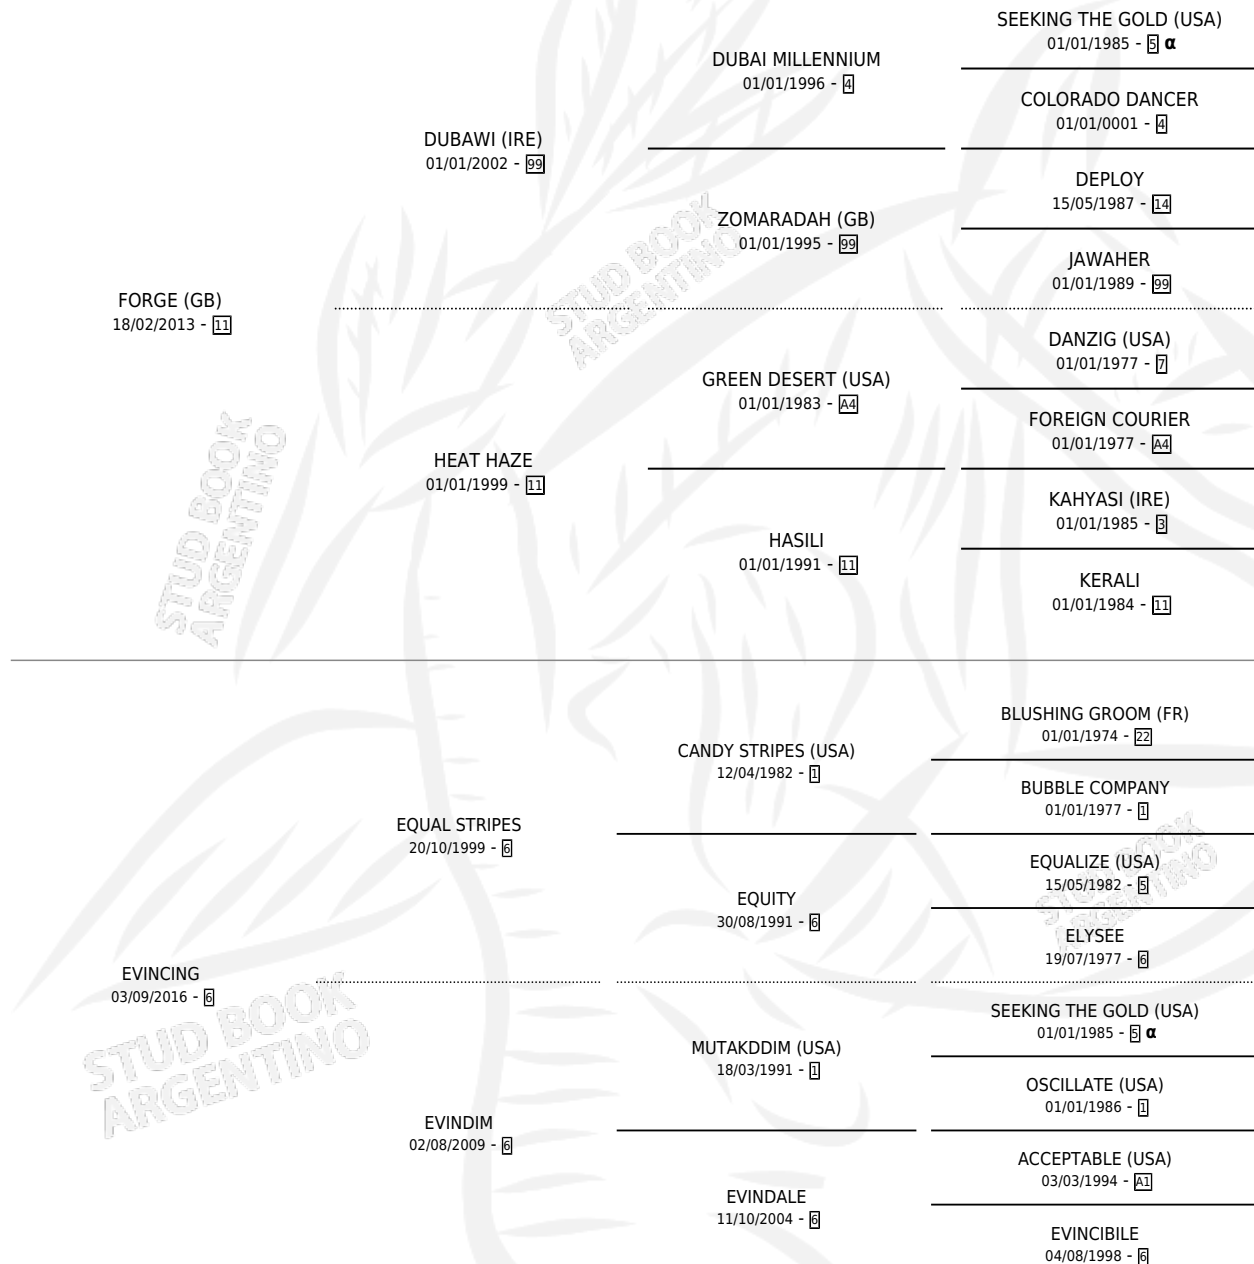 SEEKING THE GOLD (USA)
01/01/1985 - 5 α
DUBAI MILLENNIUM
01/01/1996 - 4
COLORADO DANCER
01/01/0001 - 4
DUBAWI (IRE)
01/01/2002 - 99
DEPLOY
15/05/1987 - 14
ZOMARADAH (GB)
01/01/1995 - 99
JAWAHER
01/01/1989 - 99
FORGE (GB)
18/02/2013 - 11
DANZIG (USA)
01/01/1977 - 7
GREEN DESERT (USA)
01/01/1983 - A4
FOREIGN COURIER
01/01/1977 - A4
HEAT HAZE
01/01/1999 - 11
KAHYASI (IRE)
01/01/1985 - 3
HASILI
01/01/1991 - 11
KERALI
01/01/1984 - 11
STUD BOOK
ARGENTINO
STUD BOOK
ARGENTINO
BLUSHING GROOM (FR)
01/01/1974 - 22
CANDY STRIPES (USA)
12/04/1982 - 1
BUBBLE COMPANY
01/01/1977 - 1
EQUAL STRIPES
20/10/1999 - 6
EQUALIZE (USA)
15/05/1982 - 5
EQUITY
30/08/1991 - 6
ELYSEE
19/07/1977 - 6
STUD BOOK
ARGENTINO
EVINCING
03/09/2016 - 6
SEEKING THE GOLD (USA)
01/01/1985 - 5 α
MUTAKDDIM (USA)
18/03/1991 - 1
OSCILLATE (USA)
01/01/1986 - 1
STUD BOOK
ARGENTINO
EVINDIM
02/08/2009 - 6
ACCEPTABLE (USA)
03/03/1994 - A1
EVINDALE
11/10/2004 - 6
EVINCIBILE
04/08/1998 - 6